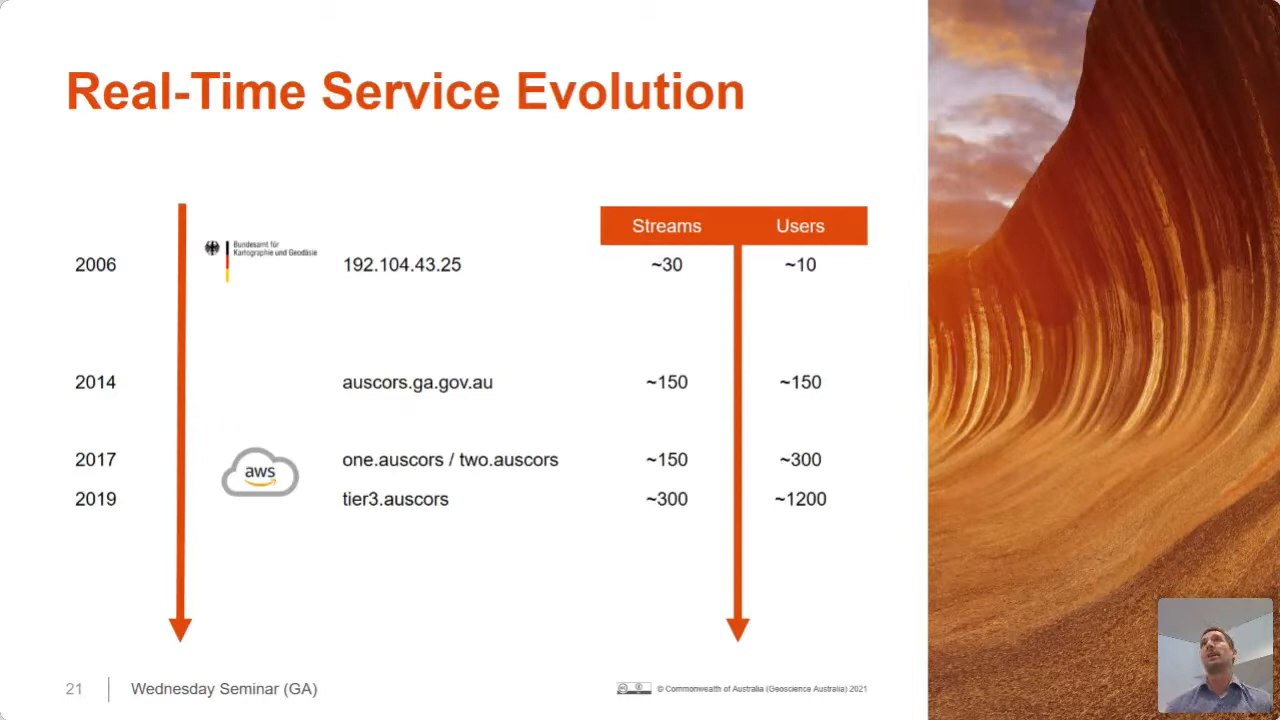 Real-Time Service Evolution
Streams Users
Bundesamt für
Kartographie und Geodäsie
2006 192.104.43.25 ~30 ~10
2014 auscors.ga.gov.au ~150 ~150
2017 one.auscors / two.auscors ~150 ~300
aws
2019 tier3.auscors ~300 ~1200
21 Wednesday Seminar (GA) © Commonwealth of Australia (Geoscience Australia) 2021